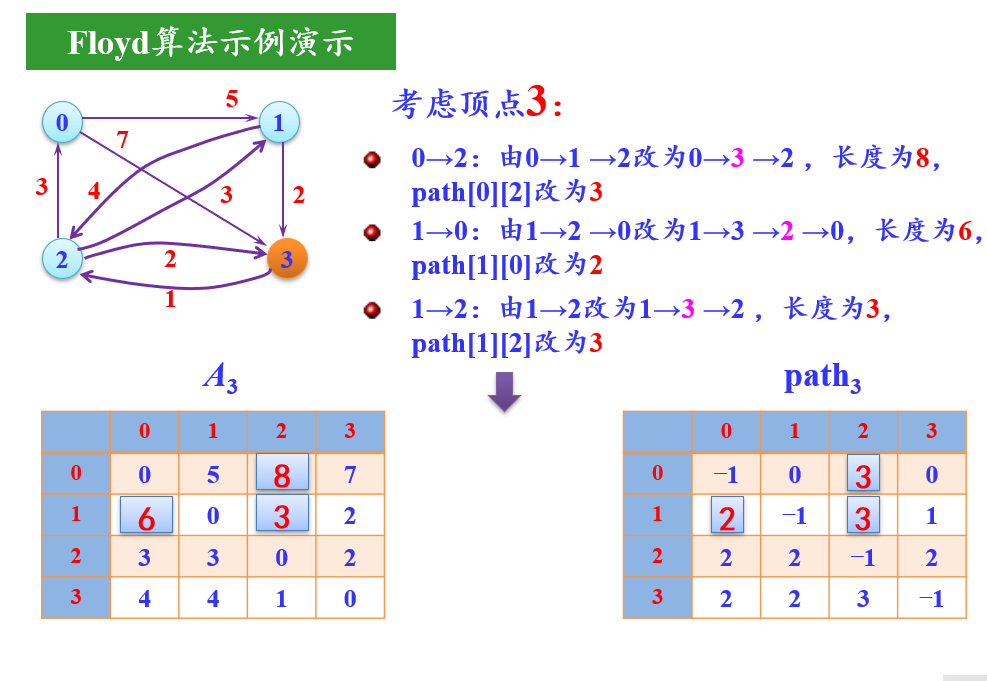 Floyd算法示例演示
考虑顶点3：
0→2：由0→1 →2改为0→3 →2 ，长度为8，
path[0][2]改为3
1→0：由1→2 →0改为1→3 →2 →0，长度为6，
path[1][0]改为2
1→2：由1→2改为1→3 →2 ，长度为3，
path[1][2]改为3
5
0 1
7
3 4 3 2
2 2 3
1
A3
0 1 2 3
0 0 5 8 7
1 6 0 3 2
2 3 3 0 2
3 4 4 1 0
path3
0 1 2 3
0 −1 0 3 0
1 2 −1 3 1
2 2 2 −1 2
3 2 2 3 −1